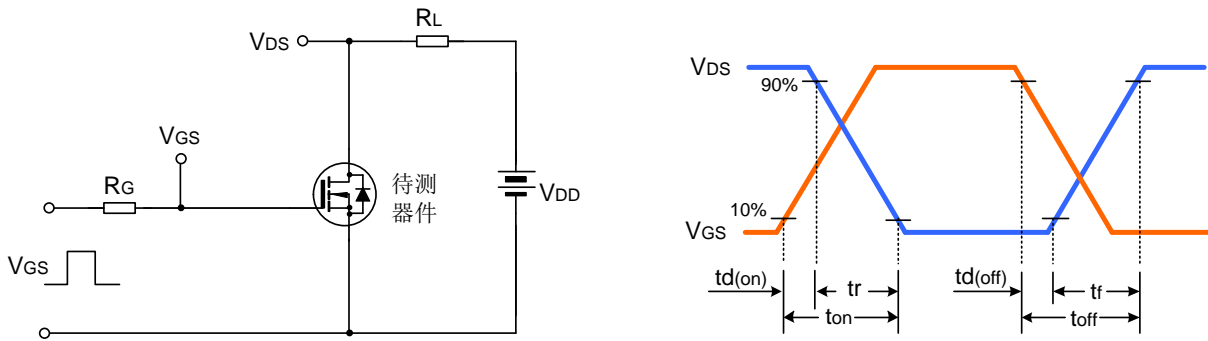 RL
VDS
VGS
RG
待测
器件
VDD
VGS
VDS
90%
10%
VGS
td(on)
tr
ton
td(off)
tf
toff